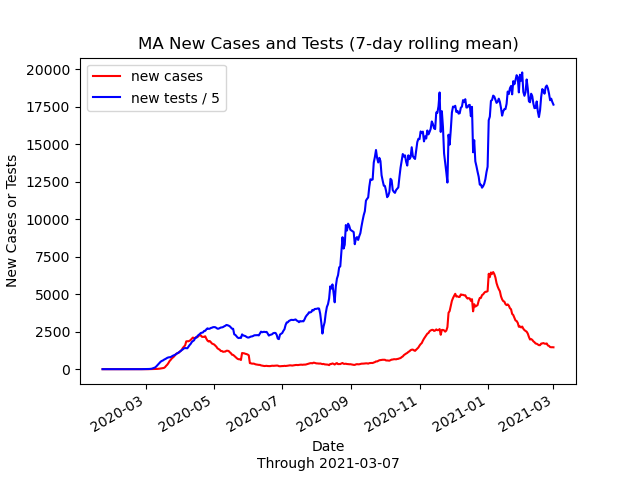 MA New Cases and Tests (7-day rolling mean)
new cases
new tests / 5
20000
17500
15000
12500
10000
7500
5000
2500
0
New Cases or Tests
2020-03
2020-05
2020-07
2020-09
2020-11
2021-01
2021-03
Date
Through 2021-03-07